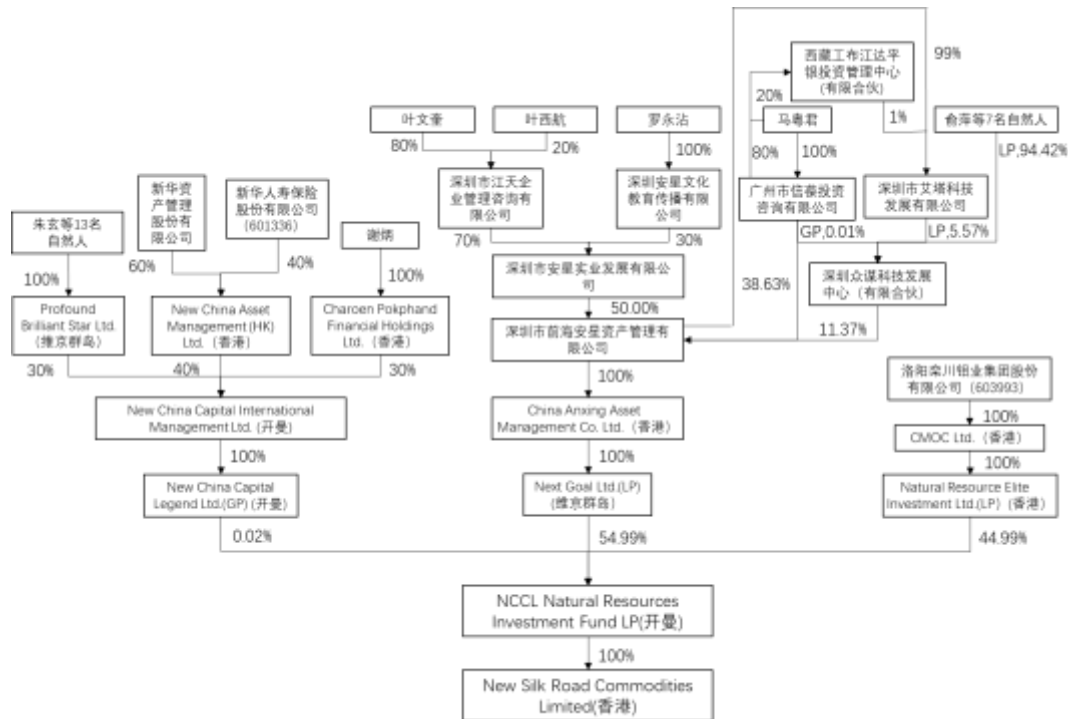 西藏工布江达平
银投资管理中心
(有限合伙)
99%
20%
1%
叶文奎
叶西航
罗永沾
马粤君
俞萍等7名自然人
80%
20%
100%
80%
100%
LP,94.42%
新华资
产管理
股份有
限公司
新华人寿保险
股份有限公司
(601336)
深圳市江天企
业管理咨询有
限公司
深圳安星文化
教育传播有限
公司
广州市信葆投资
咨询有限公司
深圳市艾塔科技
发展有限公司
朱玄等13名
自然人
谢炳
70%
30%
GP,0.01%
LP,5.57%
100%
60%
40%
100%
深圳市安星实业发展有限公
司
38.63%
深圳众谋科技发展
中心（有限合伙）
50.00%
11.37%
Profound
Brilliant Star Ltd.
(维京群岛)
New China Asset
Management (HK)
Ltd.（香港）
Charoen Pokphand
Financial Holdings
Ltd.（香港）
深圳市前海安星资产管理有
限公司
30%
40%
30%
100%
洛阳栾川钼业集团股份
有限公司（603993）
100%
New China Capital International
Management Ltd. (开曼)
China Anxing Asset
Management Co. Ltd.（香港）
CMOC Ltd.（香港）
100%
100%
100%
New China Capital
Legend Ltd.(GP) (开曼)
Next Goal Ltd.(LP)
(维京群岛)
Natural Resource Elite
Investment Ltd.(LP)（香港）
0.02%
54.99%
44.99%
NCCL Natural Resources
Investment Fund LP(开曼)
100%
New Silk Road Commodities
Limited(香港)